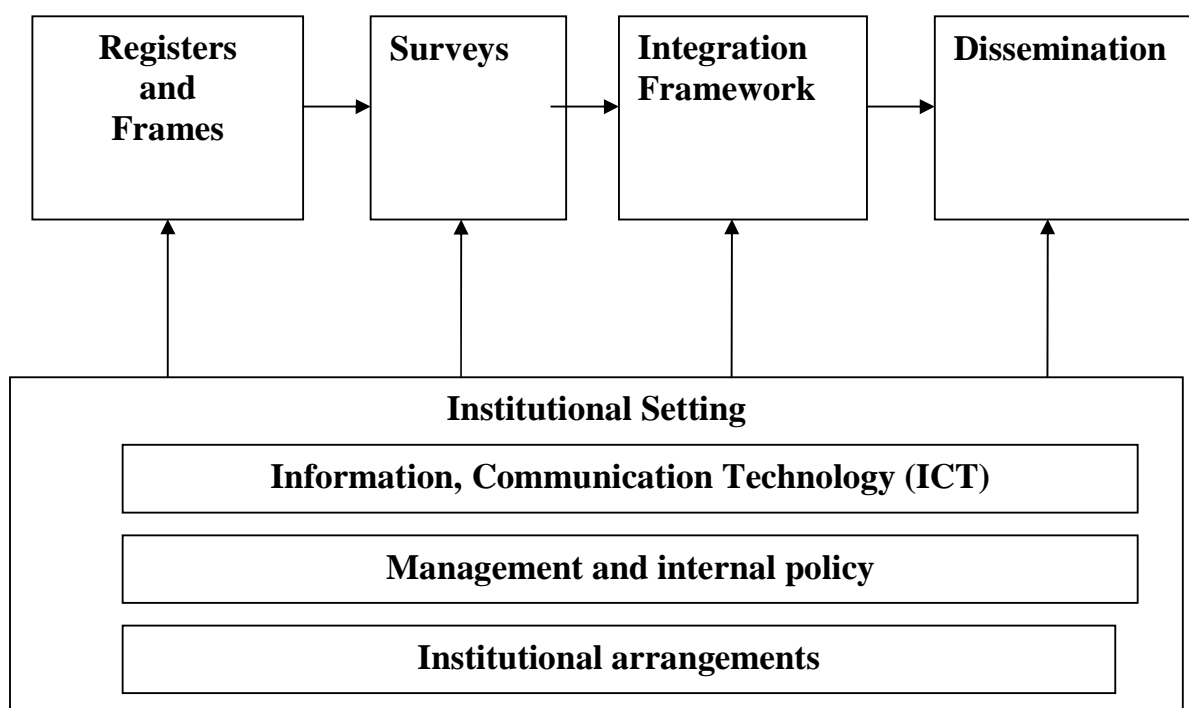 Registers
and
Frames
Surveys
Integration
Framework
Dissemination
Institutional Setting
Information, Communication Technology (ICT)
Management and internal policy
Institutional arrangements